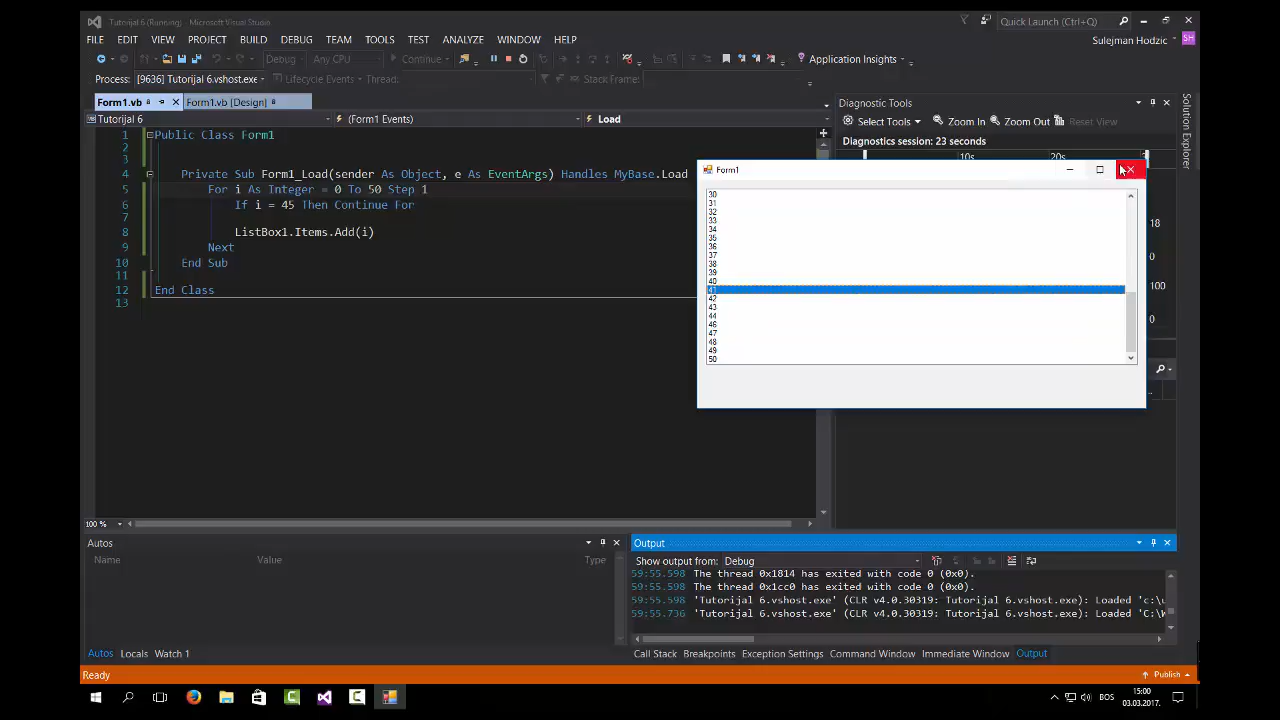 Tutorijal 6 (Running) - Microsoft Visual Studio
Quick Launch (Ctrl+Q)
FILE EDIT VIEW PROJECT BUILD DEBUG TEAM TOOLS TEST ANALYZE WINDOW HELP
Sulejman Hodzic SH
Debug Any CPU Continue Application Insights
Process: [9636] Tutorijal 6.vshost.exe Lifecycle Events Thread: Stack Frame:
Form1.vb Form1.vb [Design]
Diagnostic Tools
Solution Explorer
Tutorijal 6 (Form1 Events) Load
Select Tools Zoom In Zoom Out Reset View
Diagnostics session: 23 seconds
10s 20s
1 Public Class Form1
2
3
4 Private Sub Form1_Load(sender As Object, e As EventArgs) Handles MyBase.Load
5 For i As Integer = 0 To 50 Step 1
6 If i = 45 Then Continue For
7
8 ListBox1.Items.Add(i)
9 Next
10 End Sub
11
12 End Class
13
Form1
30
31
32
33
34
35
36
37
38
39
40
41
42
43
44
46
47
48
49
50
18
0
100
0
100 %
Autos
Name Value Type
Output
Show output from: Debug
59:55.598 The thread 0x1814 has exited with code 0 (0x0).
59:55.598 The thread 0x1cc0 has exited with code 0 (0x0).
59:55.598 'Tutorijal 6.vshost.exe' (CLR v4.0.30319: Tutorijal 6.vshost.exe): Loaded 'c:\u
59:55.736 'Tutorijal 6.vshost.exe' (CLR v4.0.30319: Tutorijal 6.vshost.exe): Loaded 'C:\W
Autos Locals Watch 1
Call Stack Breakpoints Exception Settings Command Window Immediate Window Output
Ready
Publish
BOS
15:00
03.03.2017.